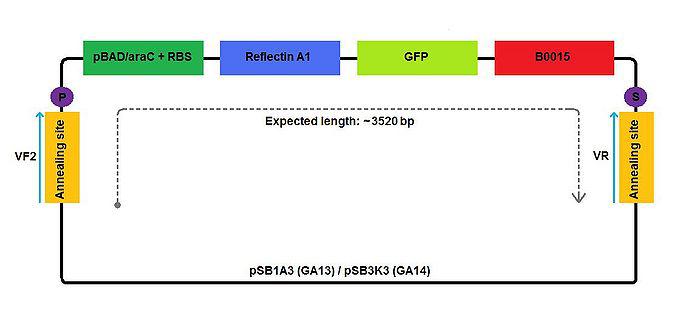 pBAD/araC + RBS
Reflectin A1
GFP
B0015
P
S
Annealing site
Annealing site
VF2
VR
Expected length: ~3520 bp
pSB1A3 (GA13) / pSB3K3 (GA14)